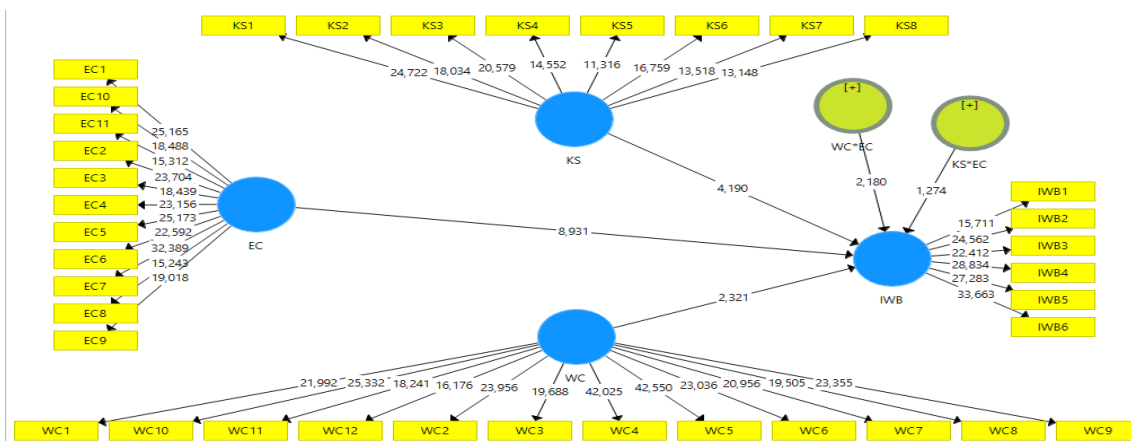 KS1 KS2 KS3 KS4 KS5 KS6 KS7 KS8
24,722 18,034 20,579 14,552 11,316 16,759 13,518 13,148
KS
EC1
EC10
EC11
EC2
EC3
EC4
EC5
EC6
EC7
EC8
EC9
25,165
18,488
15,312
23,704
18,439
23,156
25,173
22,592
32,389
15,243
19,018
EC
[+]
WC*EC
[+]
KS*EC
2,180
1,274
4,190
8,931
2,321
IWB
15,711
24,562
22,412
28,834
27,283
33,663
IWB1
IWB2
IWB3
IWB4
IWB5
IWB6
WC
21,992 25,332 18,241 16,176 23,956 19,688 42,025 42,550 23,036 20,956 19,505 23,355
WC1 WC10 WC11 WC12 WC2 WC3 WC4 WC5 WC6 WC7 WC8 WC9